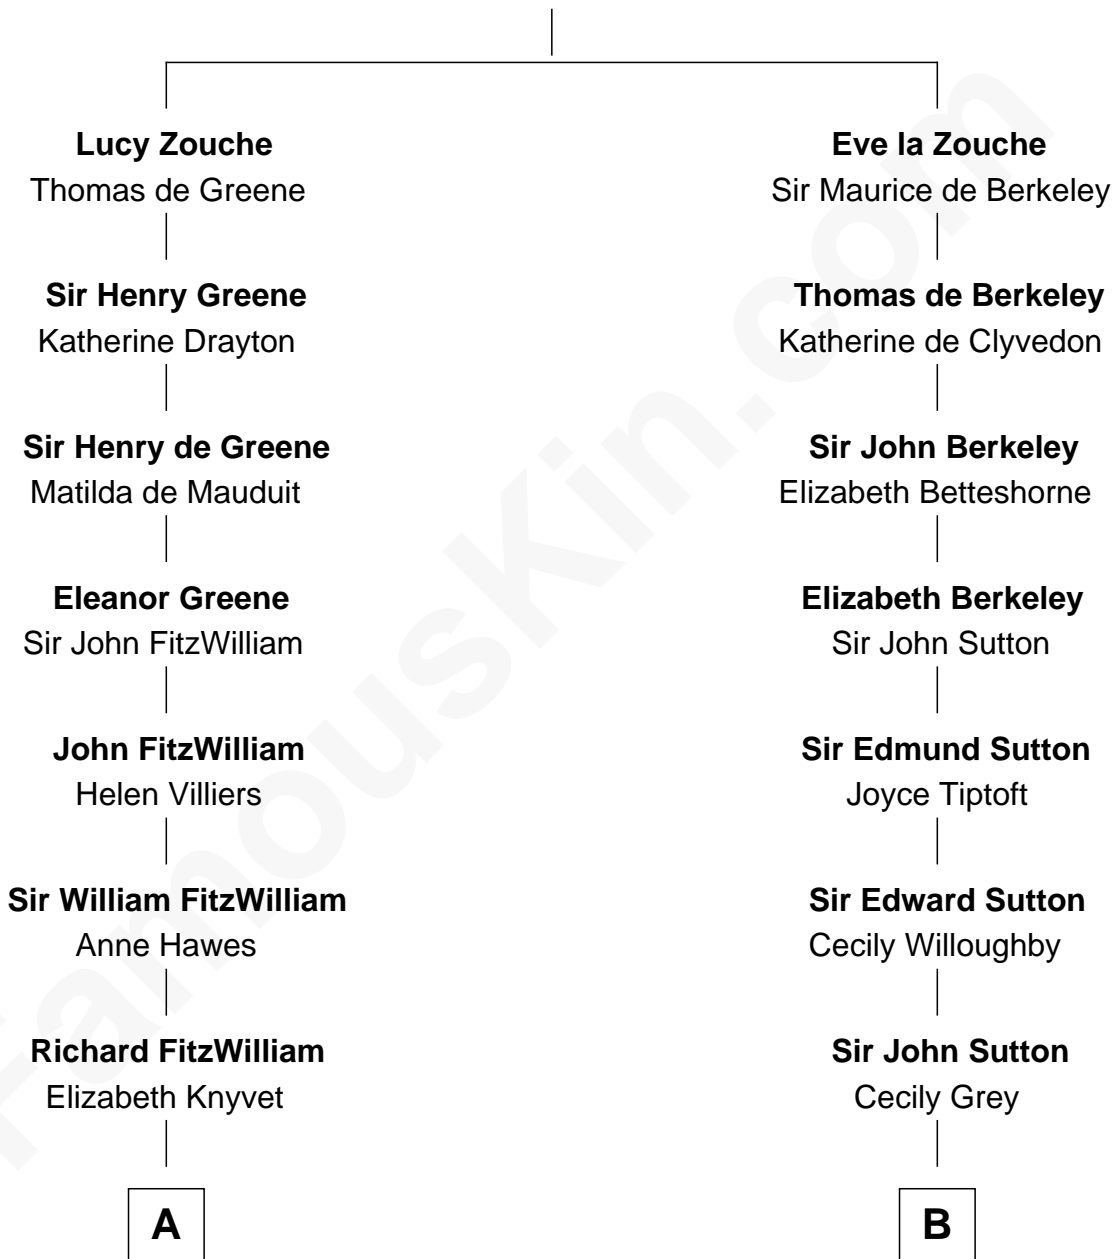 Lucy Zouche
Thomas de Greene
Sir Henry Greene
Katherine Drayton
Sir Henry de Greene
Matilda de Mauduit
Eleanor Greene
Sir John FitzWilliam
John FitzWilliam
Helen Villiers
Sir William FitzWilliam
Anne Hawes
Richard FitzWilliam
Elizabeth Knyvet
A
Eve la Zouche
Sir Maurice de Berkeley
Thomas de Berkeley
Katherine de Clyvedon
Sir John Berkeley
Elizabeth Betteshorne
Elizabeth Berkeley
Sir John Sutton
Sir Edmund Sutton
Joyce Tiptoft
Sir Edward Sutton
Cecily Willoughby
Sir John Sutton
Cecily Grey
B
FamousKin.com